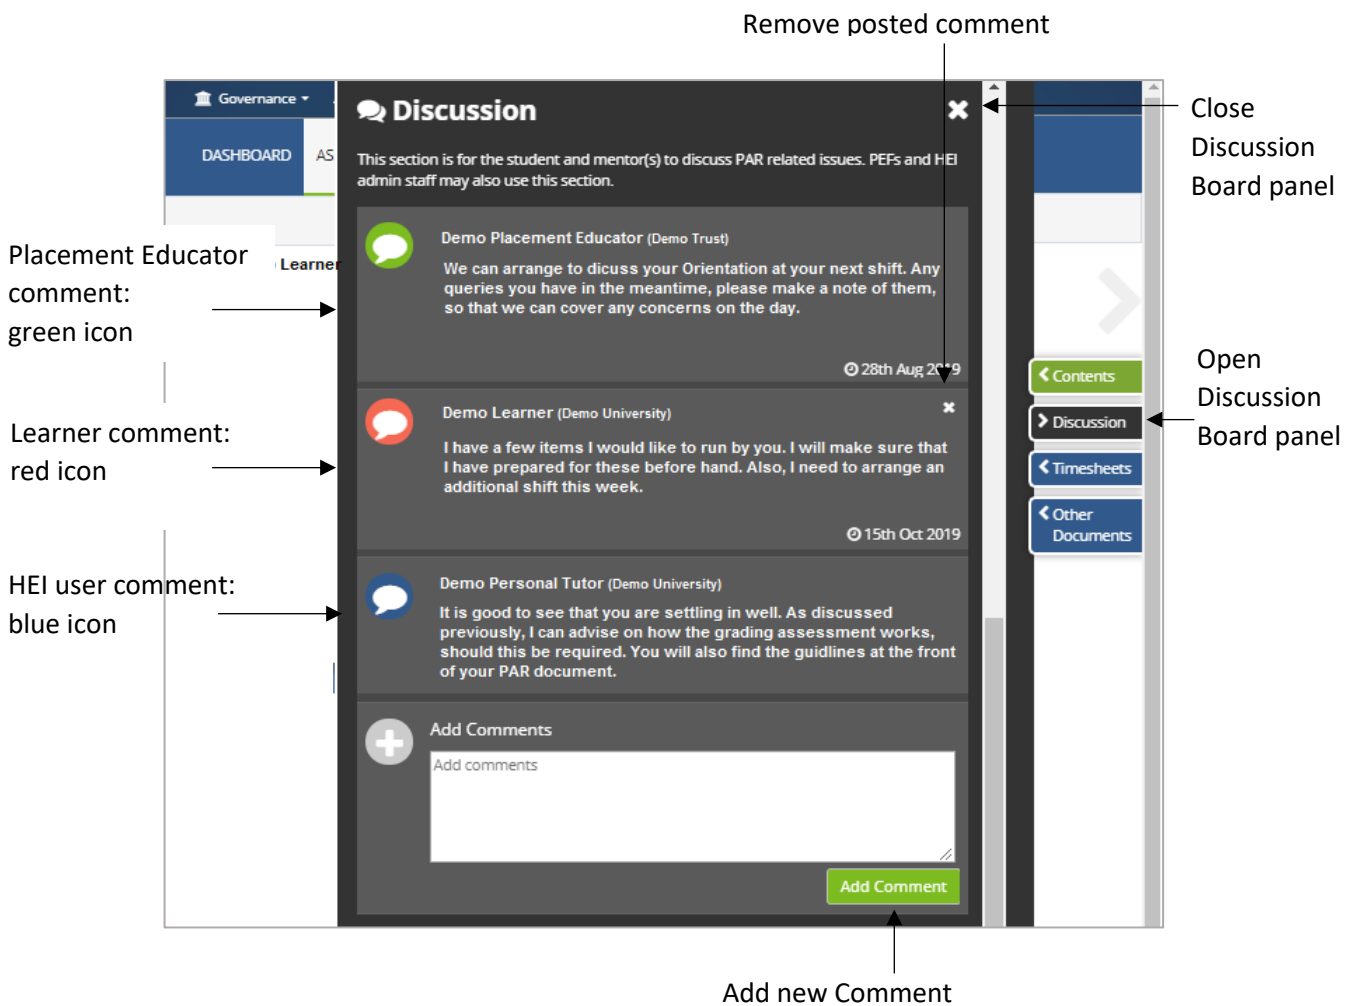 Remove posted comment
Governance
Discussion
Close
Discussion
Board panel
DASHBOARD AS
This section is for the student and mentor(s) to discuss PAR related issues. PEFs and HEI
admin staff may also use this section.
Placement Educator
comment:
green icon
Learner
Demo Placement Educator (Demo Trust)
We can arrange to dicuss your Orientation at your next shift. Any
queries you have in the meantime, please make a note of them,
so that we can cover any concerns on the day.
28th Aug 2019
Contents
Discussion
Timesheets
Other
Documents
Open
Discussion
Board panel
Learner comment:
red icon
Demo Learner (Demo University)
I have a few items I would like to run by you. I will make sure that
I have prepared for these before hand. Also, I need to arrange an
additional shift this week.
15th Oct 2019
HEI user comment:
blue icon
Demo Personal Tutor (Demo University)
It is good to see that you are settling in well. As discussed
previously, I can advise on how the grading assessment works,
should this be required. You will also find the guidlines at the front
of your PAR document.
Add Comments
Add comments
Add Comment
Add new Comment